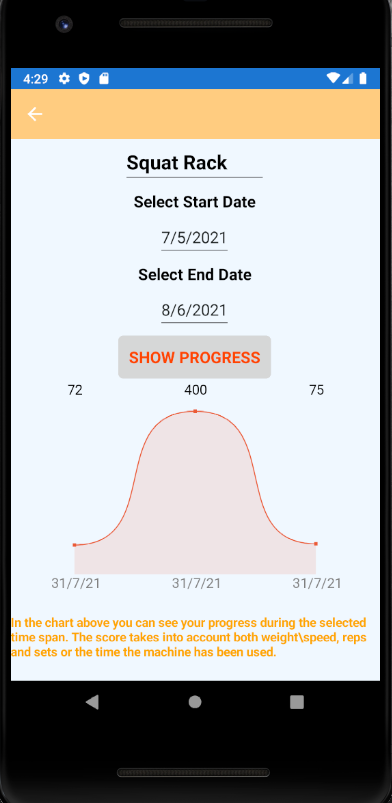 4:29
Squat Rack
Select Start Date
7/5/2021
Select End Date
8/6/2021
SHOW PROGRESS
72 400 75
31/7/21 31/7/21 31/7/21
In the chart above you can see your progress during the selected
time span. The score takes into account both weight\speed, reps
and sets or the time the machine has been used.